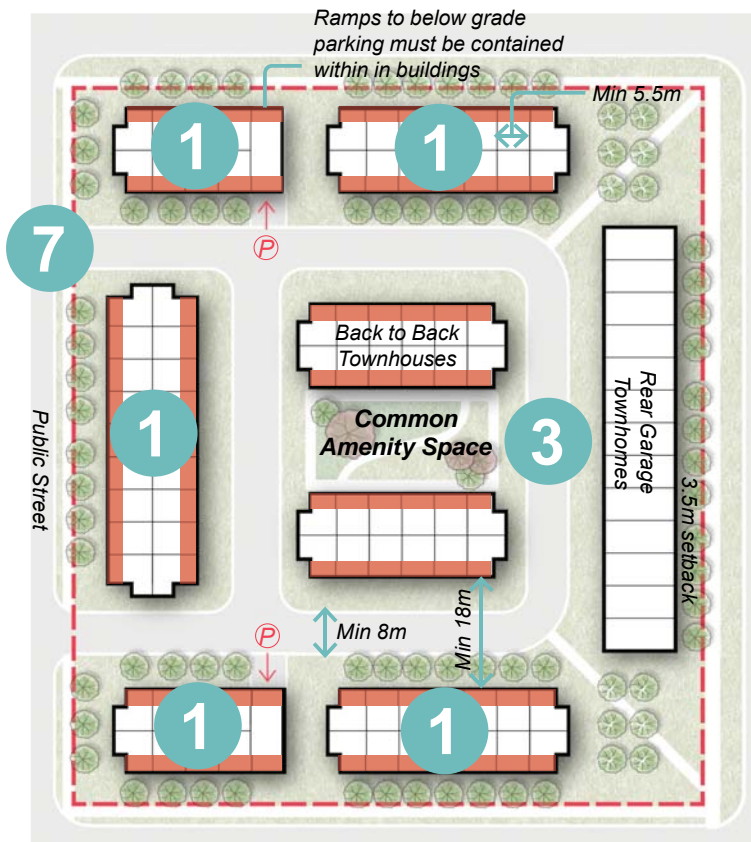 Ramps to below grade
parking must be contained
within in buildings
Min 5.5m
1
1
7
P
Back to Back
Townhouses
Common
Amenity Space
3
1
Public Street
Rear Garage
Townhomes
3.5m setback
P
Min 8m
Min 18m
1
1